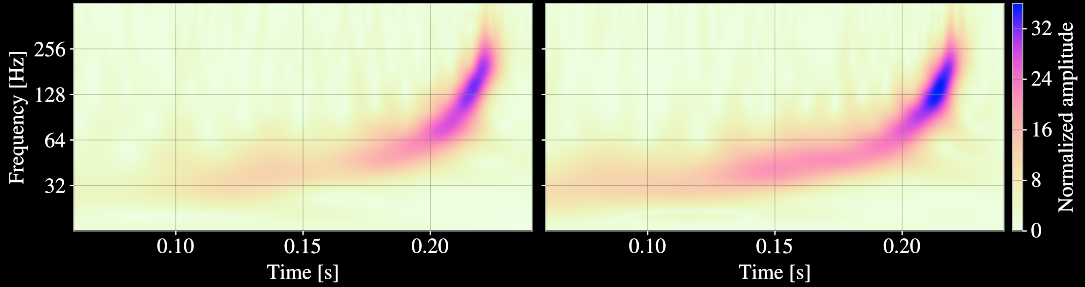 Frequency [Hz]
256
128
64
32
0.10 0.15 0.20
Time [s]
0.10 0.15 0.20
Time [s]
32
24
16
8
0
Normalized amplitude